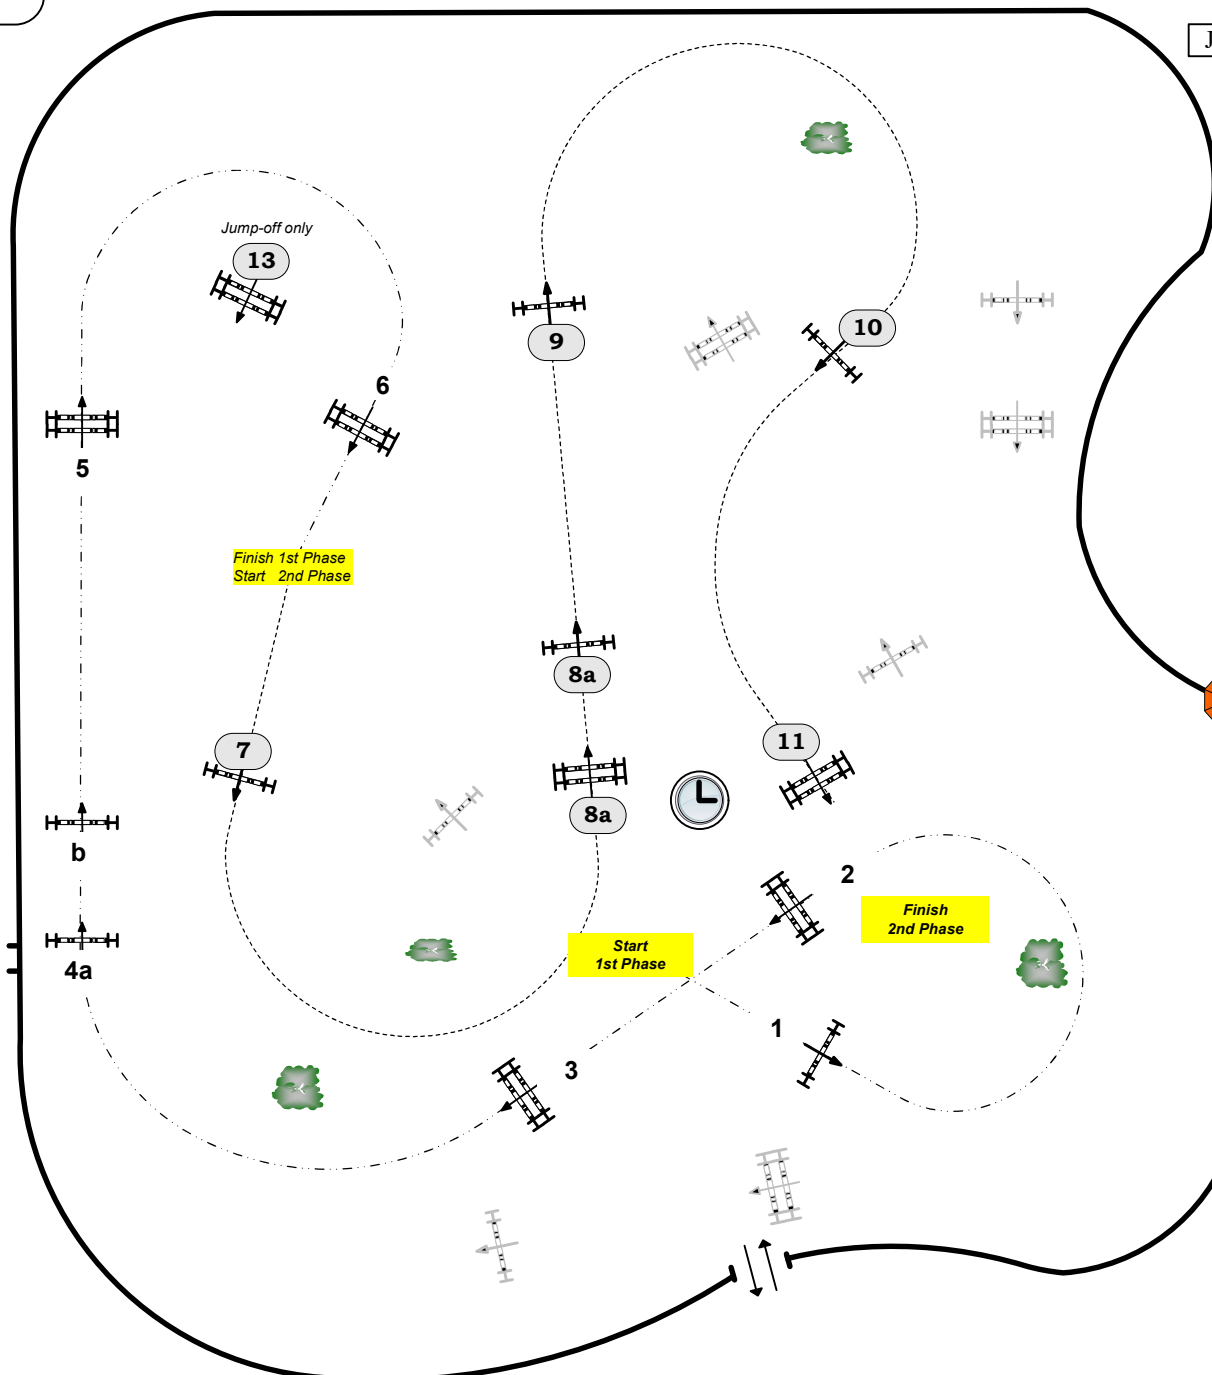 J
Jump-off only
13
9
10
6
5
Finish 1st Phase
Start 2nd Phase
8a
7
11
8a
b
2
Finish
2nd Phase
Start
1st Phase
4a
1
3